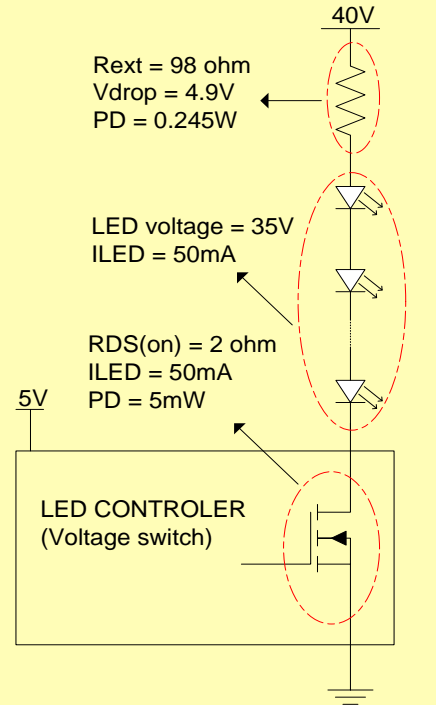 40V
Rext = 98 ohm
Vdrop = 4.9V
PD = 0.245W
LED voltage = 35V
ILED = 50mA
RDS(on) = 2 ohm
ILED = 50mA
PD = 5mW
5V
LED CONTROLER
(Voltage switch)